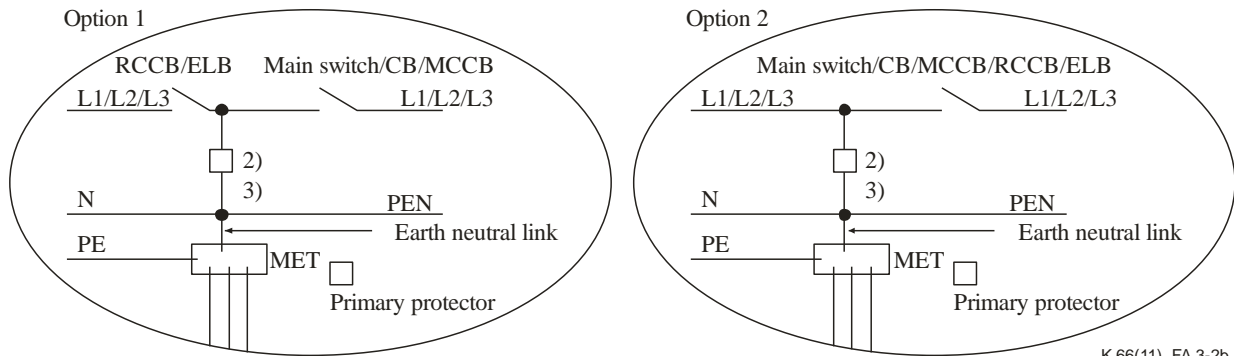 Option 1
RCCB/ELB Main switch/CB/MCCB
L1/L2/L3 L1/L2/L3
2)
3)
N PEN
Earth neutral link
PE
MET
Primary protector
Option 2
Main switch/CB/MCCB/RCCB/ELB
L1/L2/L3 L1/L2/L3
2)
3)
N PEN
Earth neutral link
PE
MET
Primary protector
K.66(11)_FA.3-2b